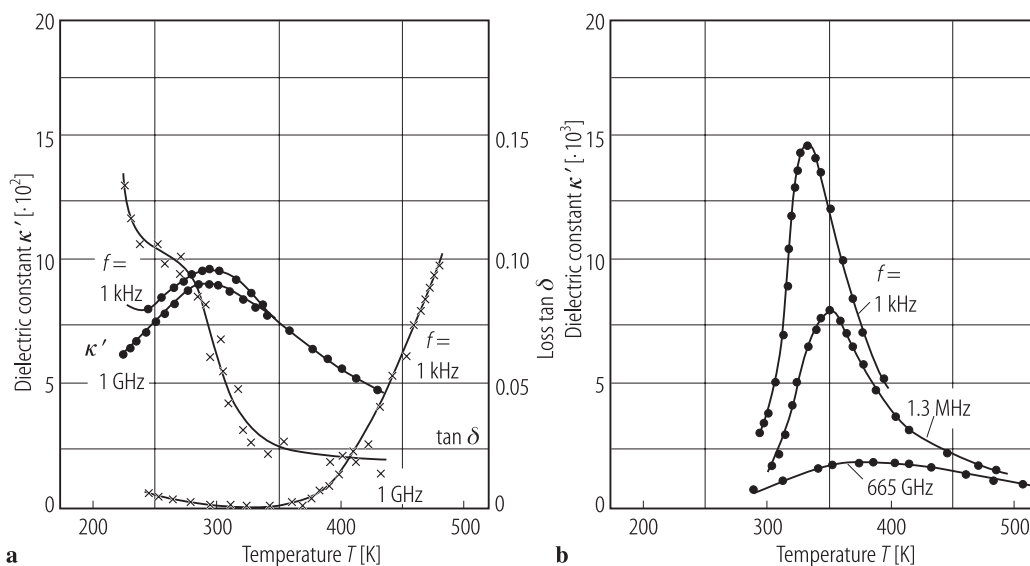 20
15
10
5
0
Dielectric constant κ′ [·10²]
0.15
0.10
0.05
0
Loss tan δ
f =
1 kHz
κ′
1 GHz
f =
1 kHz
tan δ
1 GHz
200 300 400 500
Temperature T [K]
a
20
15
10
5
0
Dielectric constant κ′ [·10³]
f =
1 kHz
1.3 MHz
665 GHz
200 300 400 500
Temperature T [K]
b